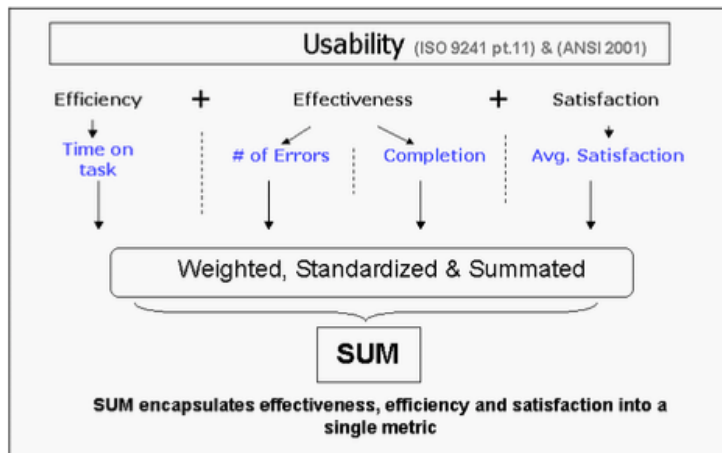 Usability (ISO 9241 pt.11) & (ANSI 2001)
Efficiency + Effectiveness + Satisfaction
Time on task # of Errors Completion Avg. Satisfaction
Weighted, Standardized & Summated
SUM
SUM encapsulates effectiveness, efficiency and satisfaction into a
single metric